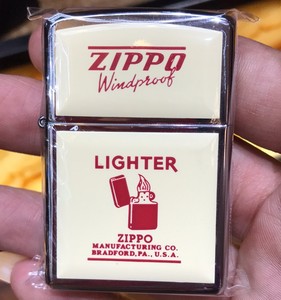 ZIPPO
Windproof
LIGHTER
ZIPPO
MANUFACTURING CO.
BRADFORD, PA., U.S.A.